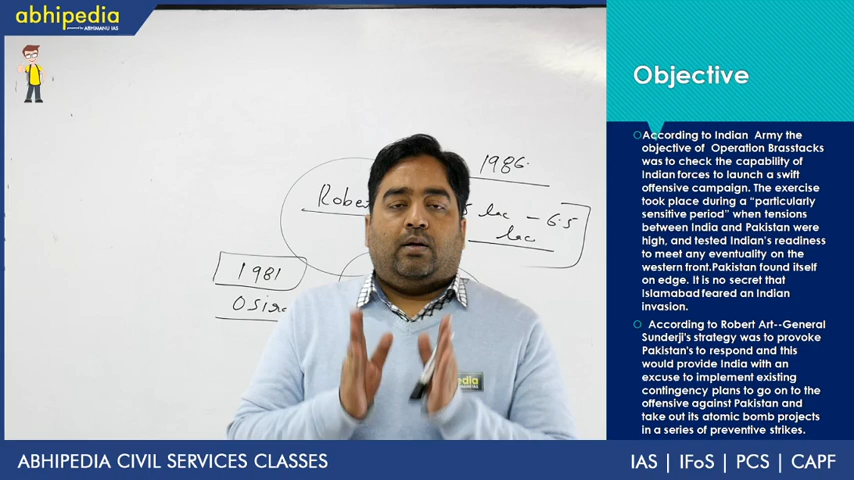 abhipedia
powered by ABHIMANU IAS
Objective
According to Indian Army the
objective of Operation Brasstacks
was to check the capability of
Indian forces to launch a swift
offensive campaign. The exercise
took place during a "particularly
sensitive period" when tensions
between India and Pakistan were
high, and tested Indian's readiness
to meet any eventuality on the
western front.Pakistan found itself
on edge. It is no secret that
Islamabad feared an Indian
invasion.
According to Robert Art--General
Sunderji's strategy was to provoke
Pakistan's to respond and this
would provide India with an
excuse to implement existing
contingency plans to go on to the
offensive against Pakistan and
take out its atomic bomb projects
in a series of preventive strikes.
1986.
lac - 6.5
lac
1981
pedia
ABHIPEDIA CIVIL SERVICES CLASSES
IAS | IFoS | PCS | CAPF